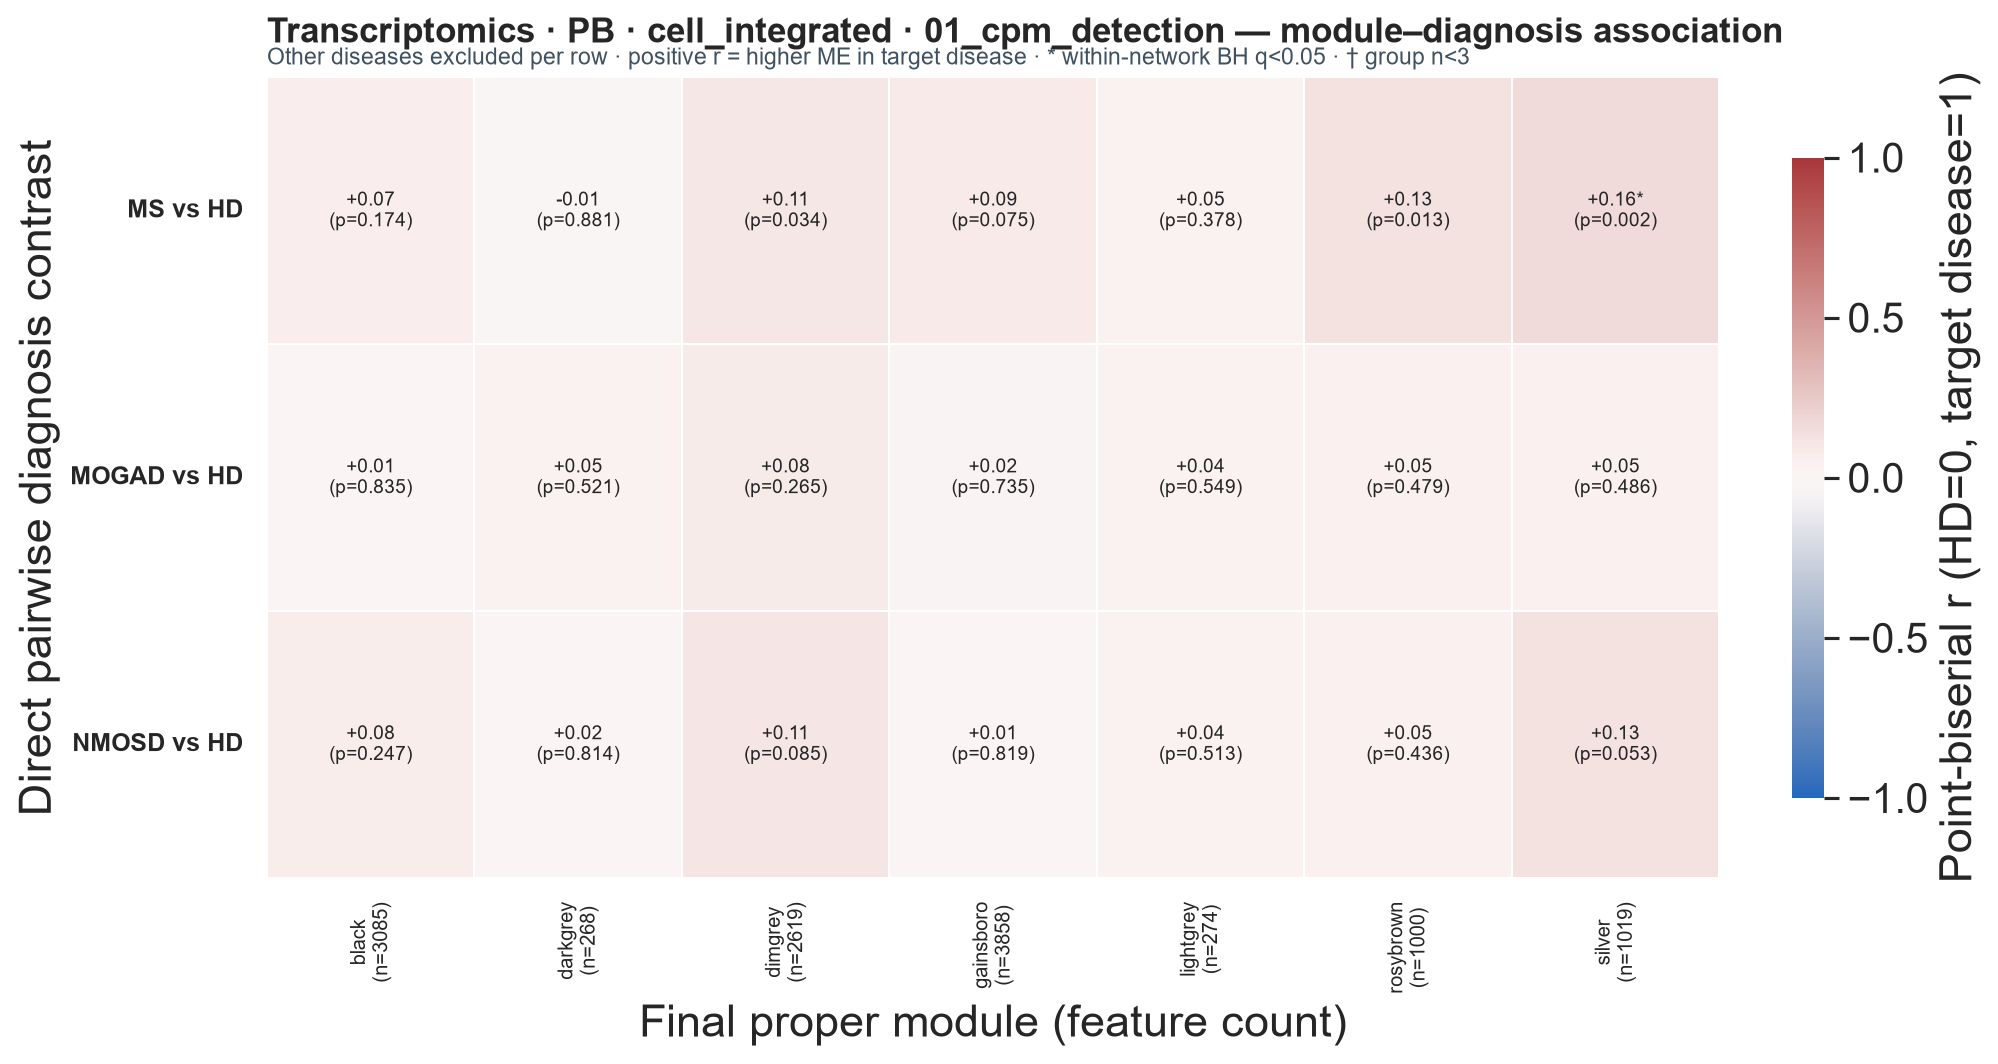 Transcriptomics · PB · cell_integrated · 01_cpm_detection — module–diagnosis association
Other diseases excluded per row · positive r = higher ME in target disease · * within-network BH q<0.05 · † group n<3
Direct pairwise diagnosis contrast
MS vs HD
+0.07
(p=0.174)
-0.01
(p=0.881)
+0.11
(p=0.034)
+0.09
(p=0.075)
+0.05
(p=0.378)
+0.13
(p=0.013)
+0.16*
(p=0.002)
MOGAD vs HD
+0.01
(p=0.835)
+0.05
(p=0.521)
+0.08
(p=0.265)
+0.02
(p=0.735)
+0.04
(p=0.549)
+0.05
(p=0.479)
+0.05
(p=0.486)
NMOSD vs HD
+0.08
(p=0.247)
+0.02
(p=0.814)
+0.11
(p=0.085)
+0.01
(p=0.819)
+0.04
(p=0.513)
+0.05
(p=0.436)
+0.13
(p=0.053)
black
(n=3085)
darkgrey
(n=268)
dimgrey
(n=2619)
gainsboro
(n=3858)
lightgrey
(n=274)
rosybrown
(n=1000)
silver
(n=1019)
Final proper module (feature count)
1.0
0.5
0.0
−0.5
−1.0
Point-biserial r (HD=0, target disease=1)